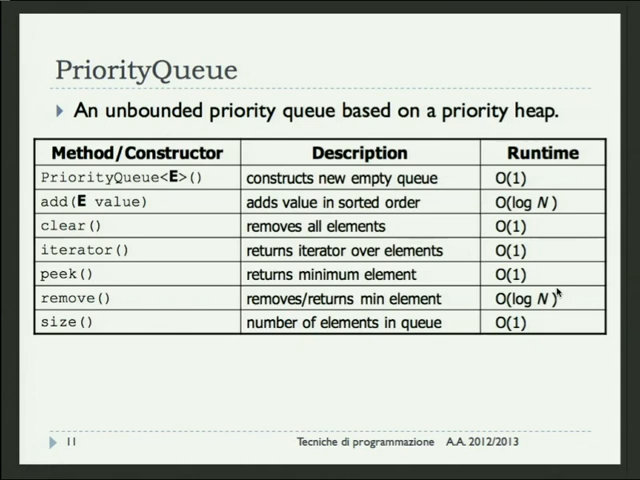 PriorityQueue
An unbounded priority queue based on a priority heap.
Method/Constructor Description Runtime
PriorityQueue<E>() constructs new empty queue O(1)
add(E value) adds value in sorted order O(log N )
clear() removes all elements O(1)
iterator() returns iterator over elements O(1)
peek() returns minimum element O(1)
remove() removes/returns min element O(log N )
size() number of elements in queue O(1)
11 Tecniche di programmazione A.A. 2012/2013